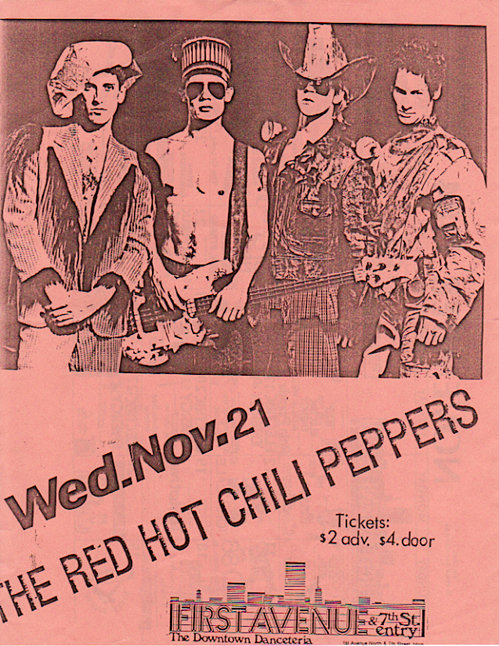 Wed.Nov.21
THE RED HOT CHILI PEPPERS
Tickets:
$2 adv. $4.door
FIRST AVENUE & 7th St.
entry
The Downtown Danceteria